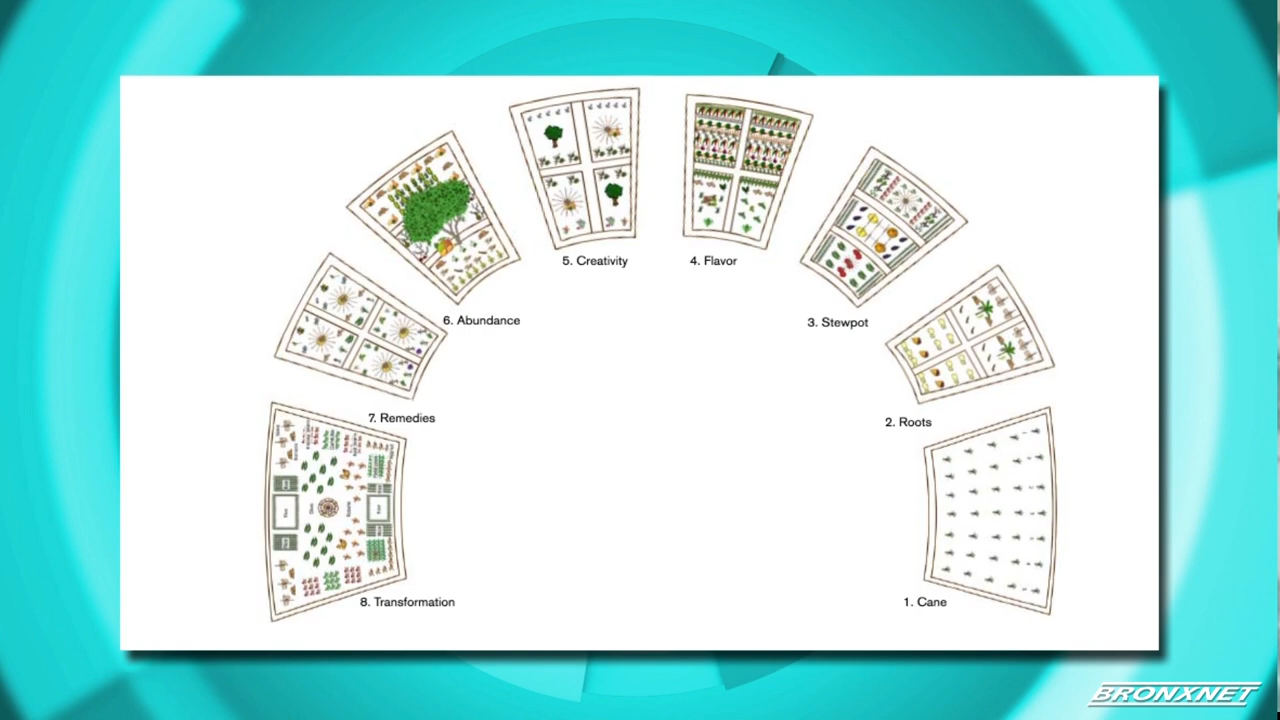 5. Creativity
4. Flavor
6. Abundance
3. Stewpot
7. Remedies
2. Roots
8. Transformation
1. Cane
BRONXNET